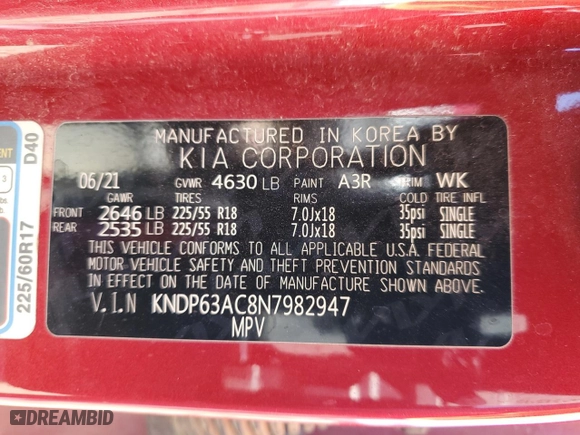 MANUFACTURED IN KOREA BY
KIA CORPORATION
06/21 GVWR 4630 LB PAINT A3R TRIM WK
GAWR TIRES RIMS COLD TIRE INFL
FRONT 2646 LB 225/55 R18 7.0Jx18 35psi SINGLE
REAR 2535 LB 225/55 R18 7.0Jx18 35psi SINGLE
THIS VEHICLE CONFORMS TO ALL APPLICABLE U.S.A. FEDERAL
MOTOR VEHICLE SAFETY AND THEFT PREVENTION STANDARDS
IN EFFECT ON THE DATE OF MANUFACTURE SHOWN ABOVE.
V.I.N KNDP63AC8N7982947
MPV
D40
225/60R17
DREAMBID